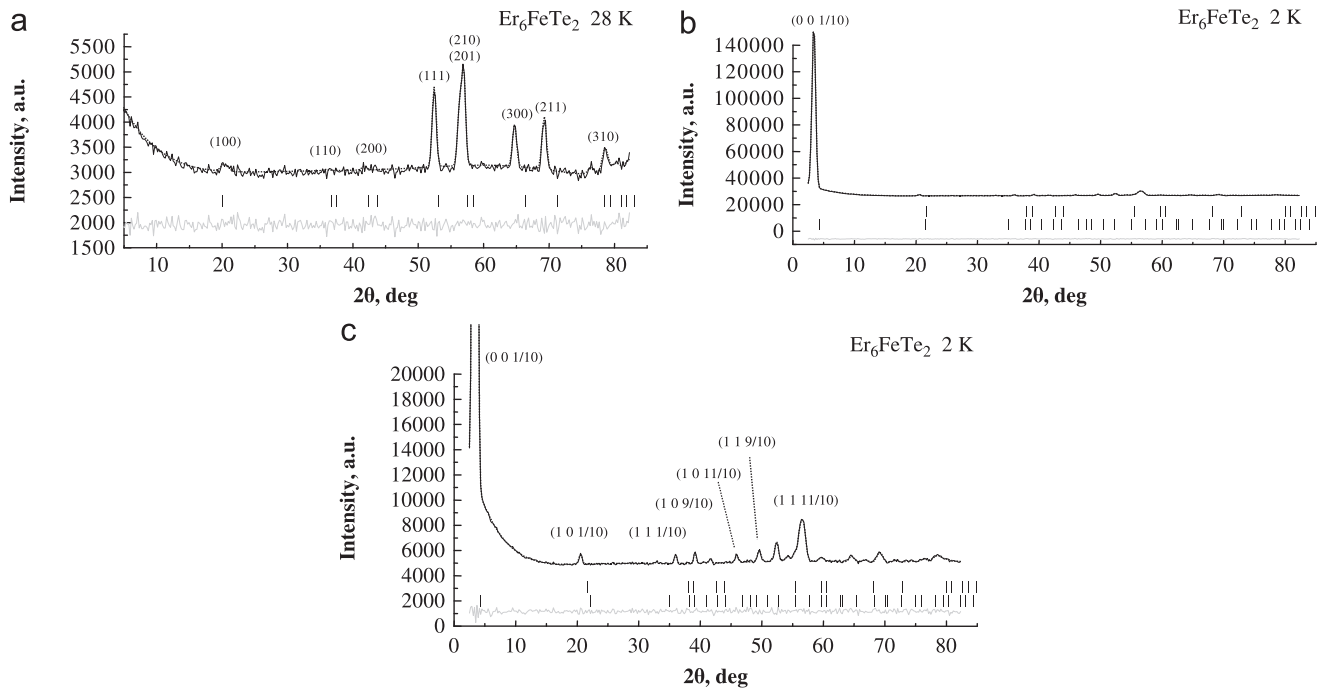 a
Er6FeTe2 28 K
5500
5000
4500
4000
3500
3000
2500
2000
1500
Intensity, a.u.
(100)
(110)
(200)
(111)
(210)
(201)
(300)
(211)
(310)
10 20 30 40 50 60 70 80
2θ, deg
b
Er6FeTe2 2 K
(0 0 1/10)
140000
120000
100000
80000
60000
40000
20000
0
Intensity, a.u.
0 10 20 30 40 50 60 70 80
2θ, deg
c
Er6FeTe2 2 K
(0 0 1/10)
20000
18000
16000
14000
12000
10000
8000
6000
4000
2000
0
Intensity, a.u.
(1 0 1/10)
(1 1 1/10)
(1 0 9/10)
(1 0 11/10)
(1 1 9/10)
(1 1 11/10)
0 10 20 30 40 50 60 70 80
2θ, deg